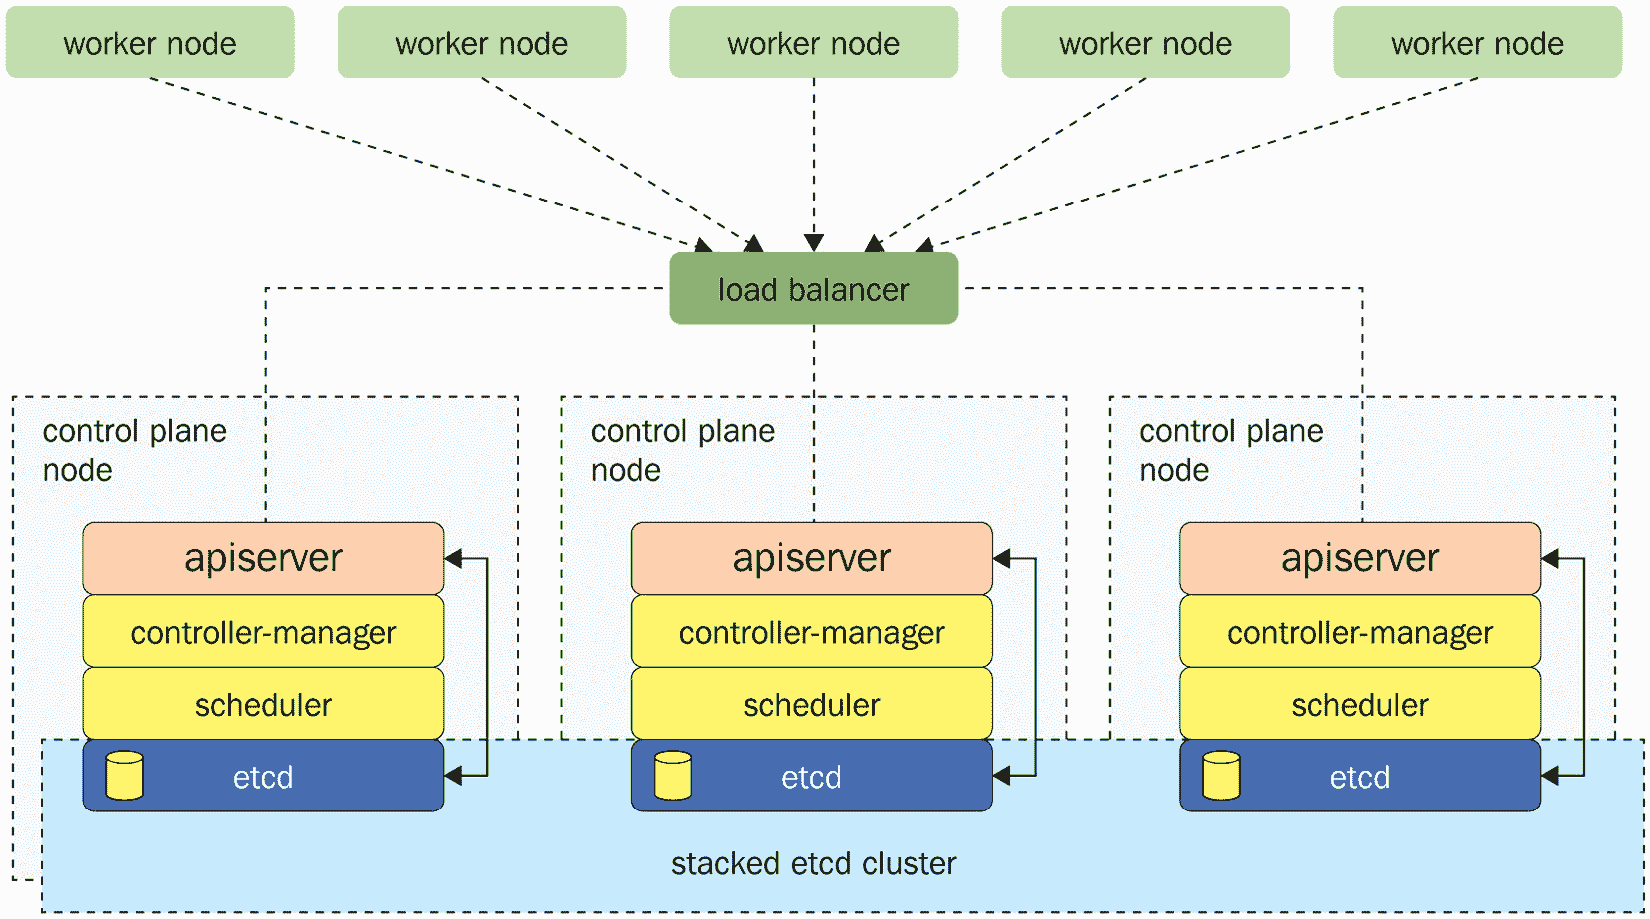 worker node
worker node
worker node
worker node
worker node
load balancer
control plane
node
control plane
node
control plane
node
apiserver
apiserver
apiserver
controller-manager
controller-manager
controller-manager
scheduler
scheduler
scheduler
etcd
etcd
etcd
stacked etcd cluster